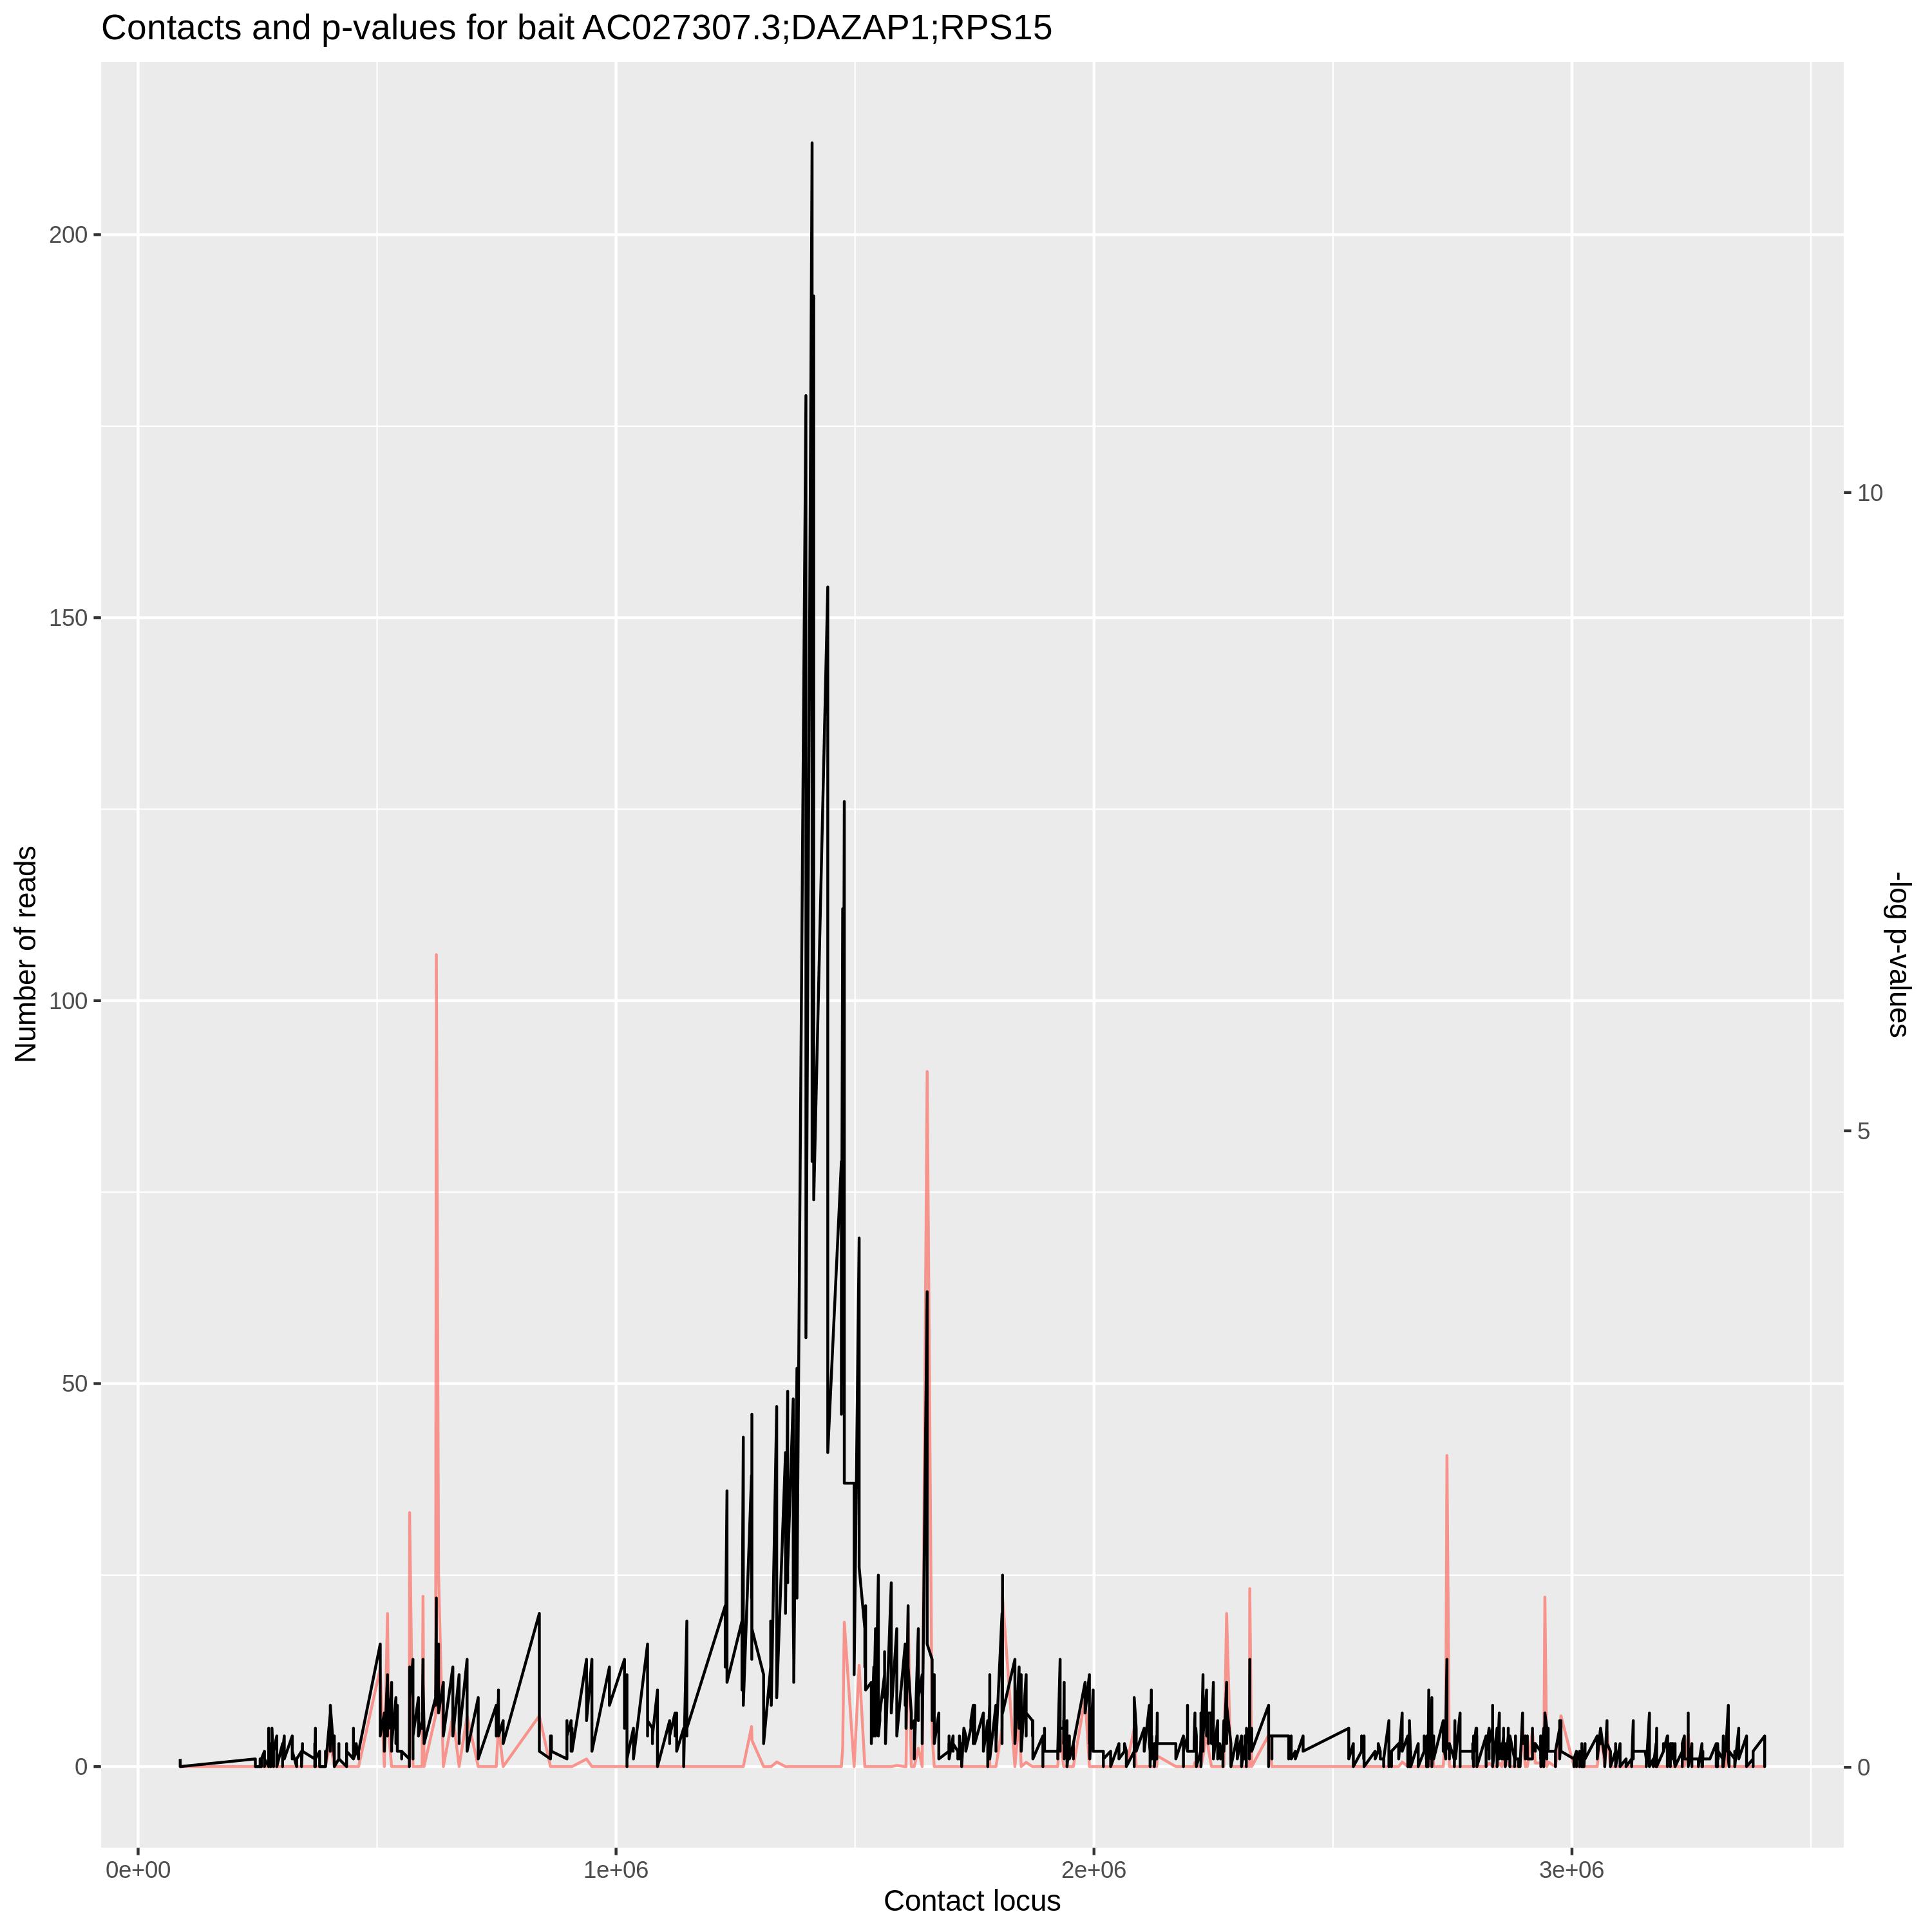 Contacts and p-values for bait AC027307.3;DAZAP1;RPS15
200
150
100
50
0
Number of reads
10
5
0
-log p-values
0e+00
1e+06
2e+06
3e+06
Contact locus